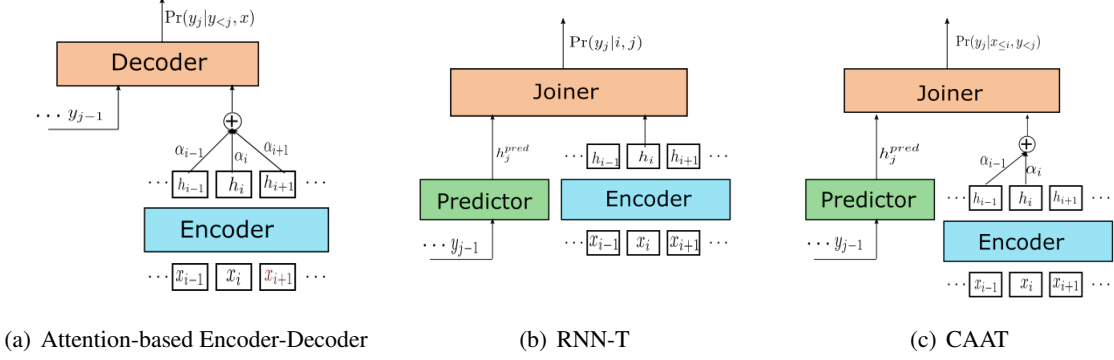 Pr(y_j|y_{<j}, x)
Decoder
··· y_{j-1}
α_{i-1} α_i α_{i+1}
··· h_{i-1} h_i h_{i+1} ···
Encoder
··· x_{i-1} x_i x_{i+1} ···
(a) Attention-based Encoder-Decoder
Pr(y_j|i, j)
Joiner
h_j^{pred}
··· h_{i-1} h_i h_{i+1} ···
Predictor
Encoder
··· y_{j-1}
··· x_{i-1} x_i x_{i+1} ···
(b) RNN-T
Pr(y_j|x_{≤i}, y_{<j})
Joiner
h_j^{pred}
α_{i-1} α_i
··· h_{i-1} h_i h_{i+1} ···
Predictor
Encoder
··· y_{j-1}
··· x_{i-1} x_i x_{i+1} ···
(c) CAAT